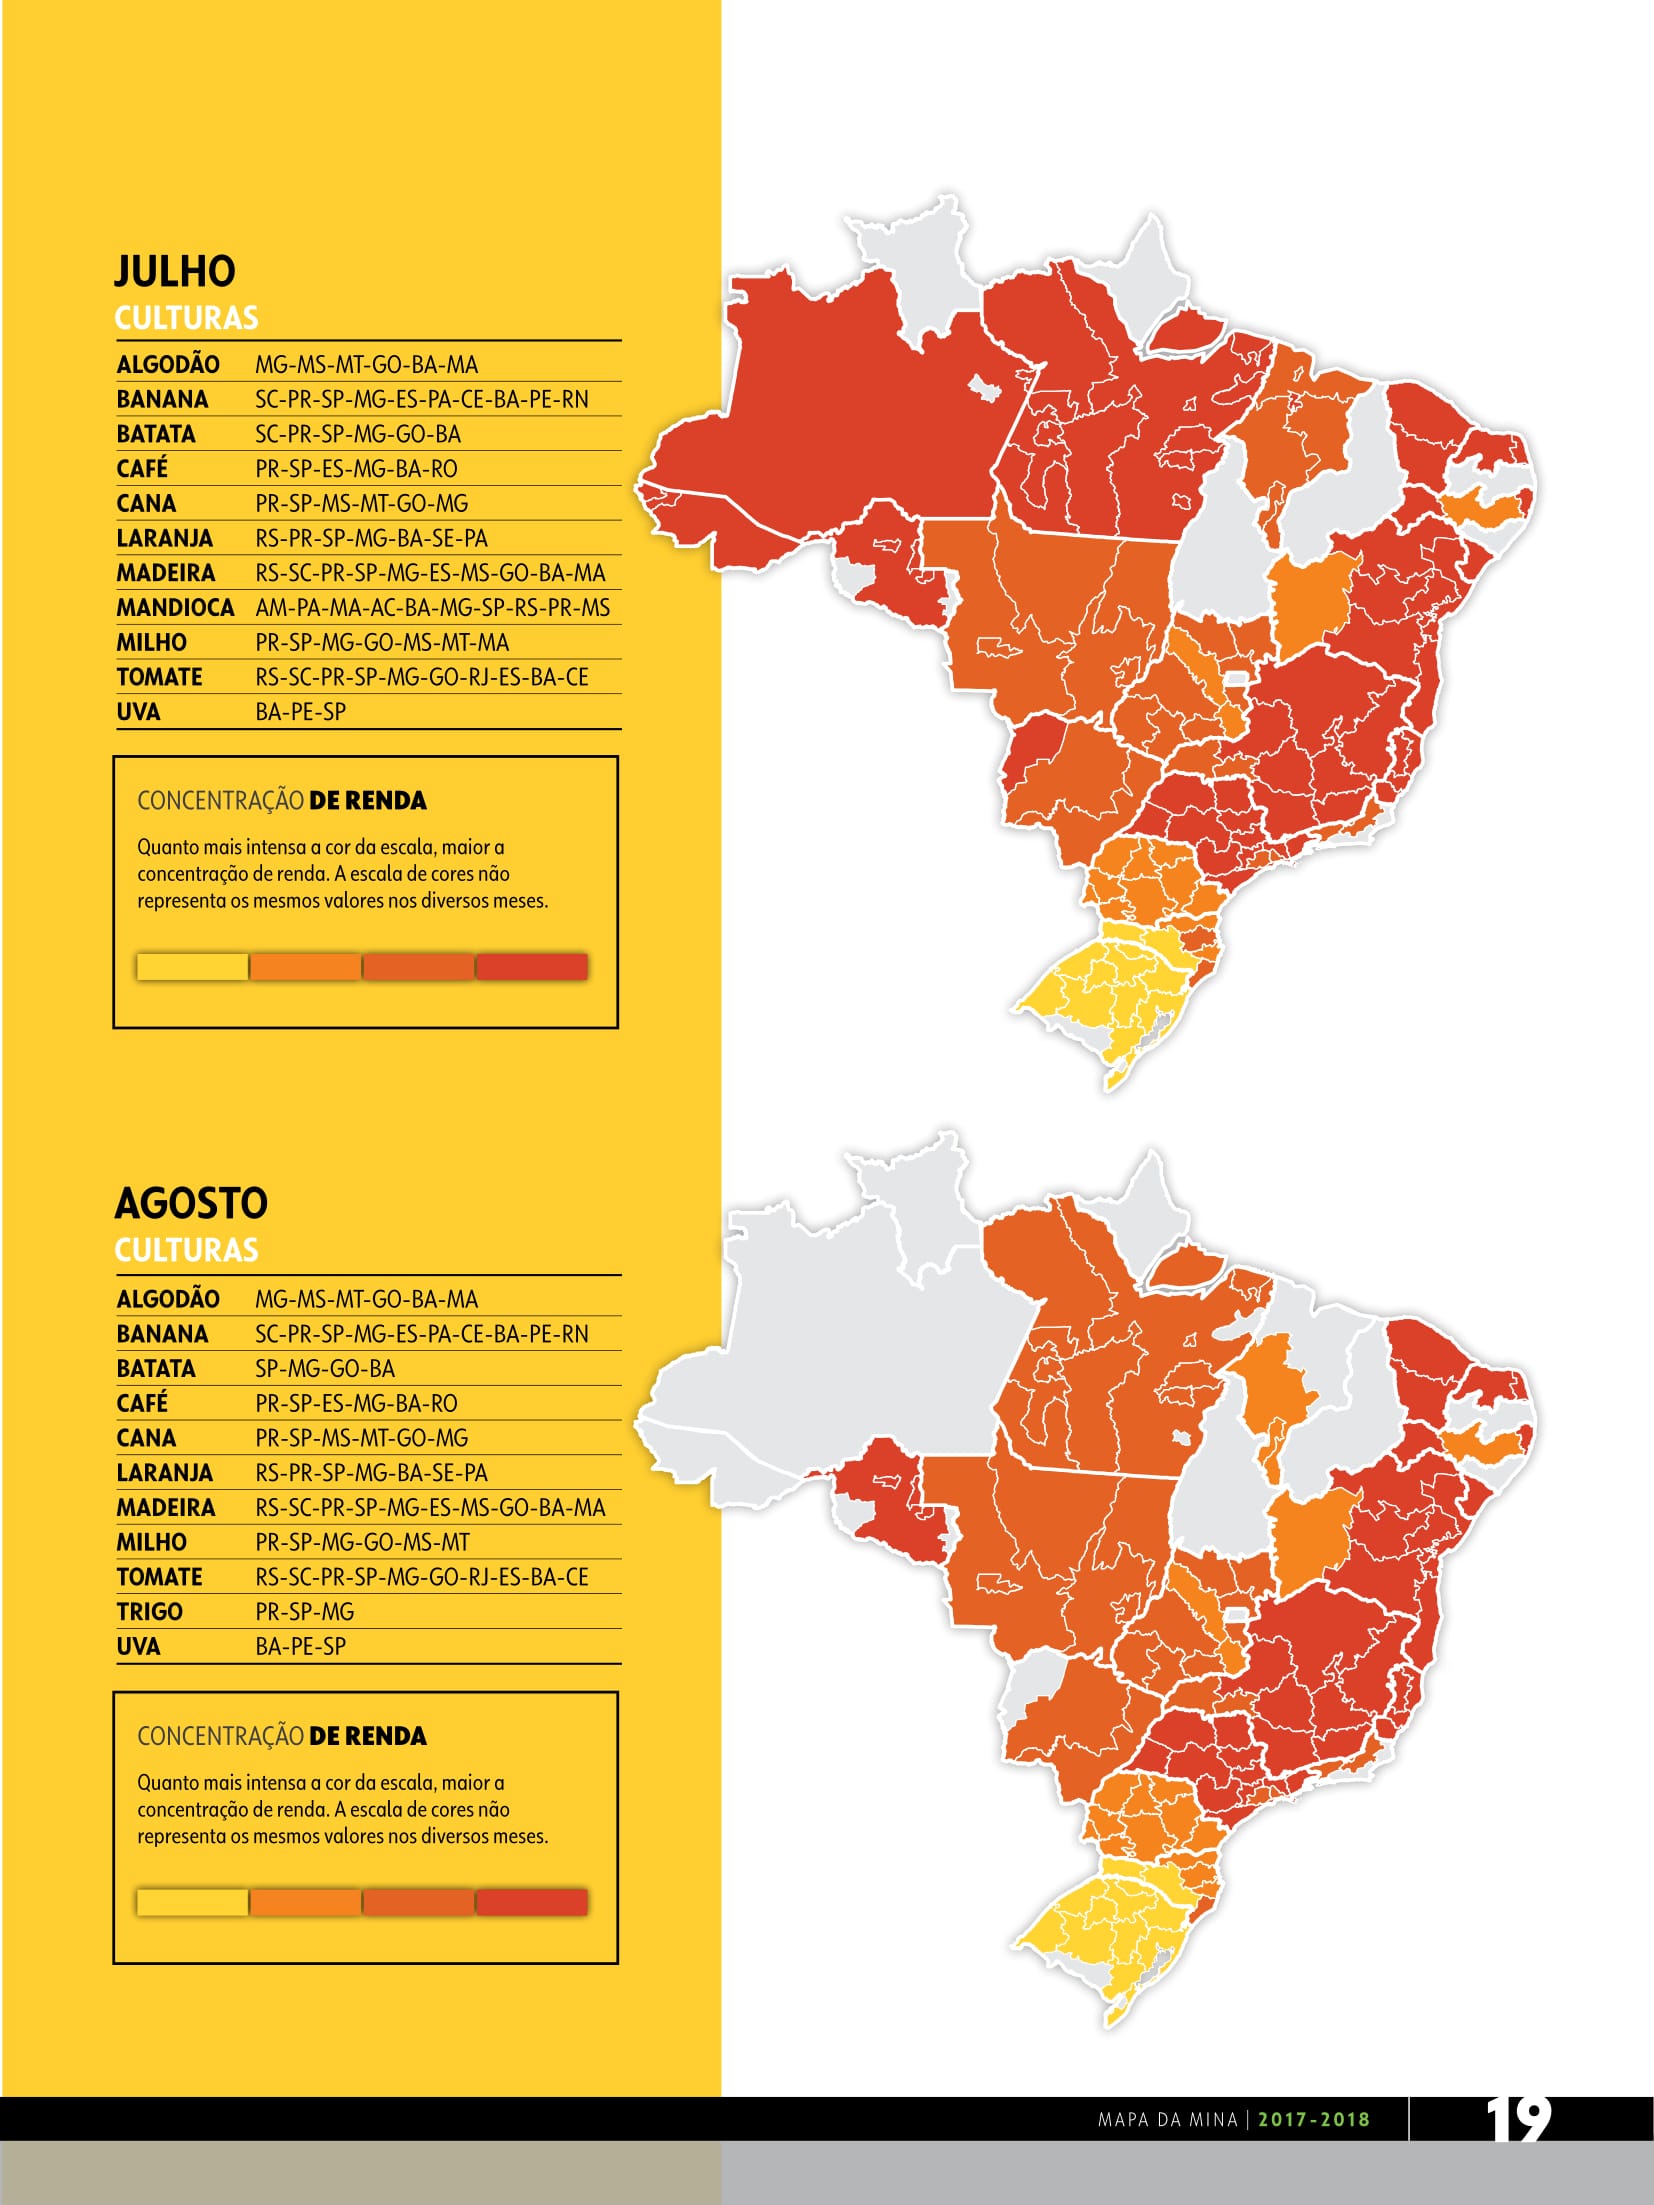 JULHO
CULTURAS
ALGODÃO MG-MS-MT-GO-BA-MA
BANANA SC-PR-SP-MG-ES-PA-CE-BA-PE-RN
BATATA SC-PR-SP-MG-GO-BA
CAFÉ PR-SP-ES-MG-BA-RO
CANA PR-SP-MS-MT-GO-MG
LARANJA RS-PR-SP-MG-BA-SE-PA
MADEIRA RS-SC-PR-SP-MG-ES-MS-GO-BA-MA
MANDIOCA AM-PA-MA-AC-BA-MG-SP-RS-PR-MS
MILHO PR-SP-MG-GO-MS-MT-MA
TOMATE RS-SC-PR-SP-MG-GO-RJ-ES-BA-CE
UVA BA-PE-SP
CONCENTRAÇÃO DE RENDA
Quanto mais intensa a cor da escala, maior a
concentração de renda. A escala de cores não
representa os mesmos valores nos diversos meses.
AGOSTO
CULTURAS
ALGODÃO MG-MS-MT-GO-BA-MA
BANANA SC-PR-SP-MG-ES-PA-CE-BA-PE-RN
BATATA SP-MG-GO-BA
CAFÉ PR-SP-ES-MG-BA-RO
CANA PR-SP-MS-MT-GO-MG
LARANJA RS-PR-SP-MG-BA-SE-PA
MADEIRA RS-SC-PR-SP-MG-ES-MS-GO-BA-MA
MILHO PR-SP-MG-GO-MS-MT
TOMATE RS-SC-PR-SP-MG-GO-RJ-ES-BA-CE
TRIGO PR-SP-MG
UVA BA-PE-SP
CONCENTRAÇÃO DE RENDA
Quanto mais intensa a cor da escala, maior a
concentração de renda. A escala de cores não
representa os mesmos valores nos diversos meses.
MAPA DA MINA | 2017-2018 19